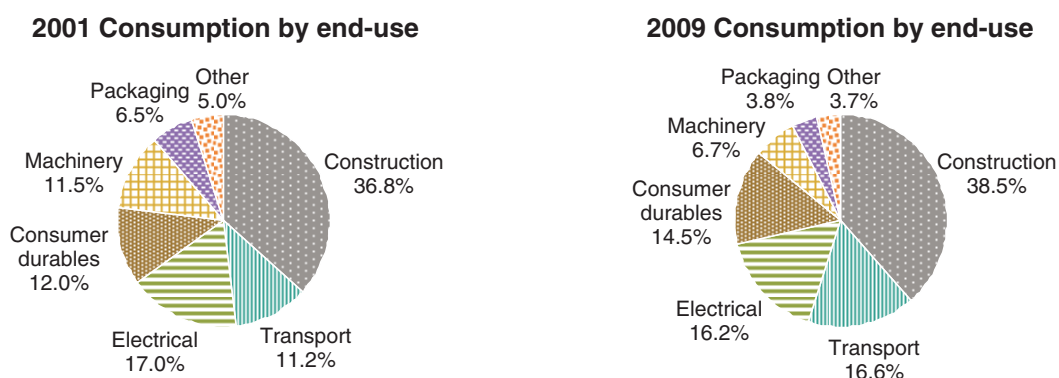 2001 Consumption by end-use
Other
5.0%
Packaging
6.5%
Machinery
11.5%
Construction
36.8%
Consumer
durables
12.0%
Electrical
17.0%
Transport
11.2%
2009 Consumption by end-use
Packaging
3.8%
Other
3.7%
Machinery
6.7%
Construction
38.5%
Consumer
durables
14.5%
Electrical
16.2%
Transport
16.6%